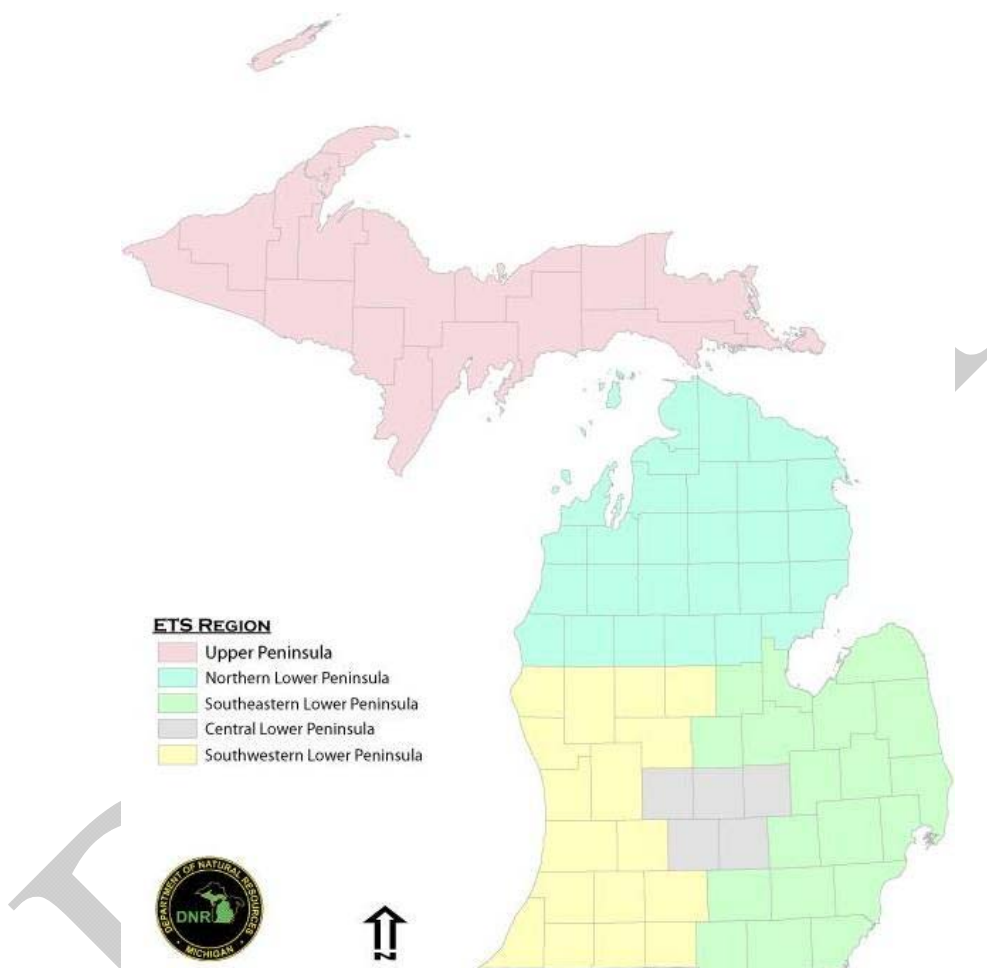 ETS REGION
Upper Peninsula
Northern Lower Peninsula
Southeastern Lower Peninsula
Central Lower Peninsula
Southwestern Lower Peninsula
DEPARTMENT OF NATURAL RESOURCES
DNR
MICHIGAN
N